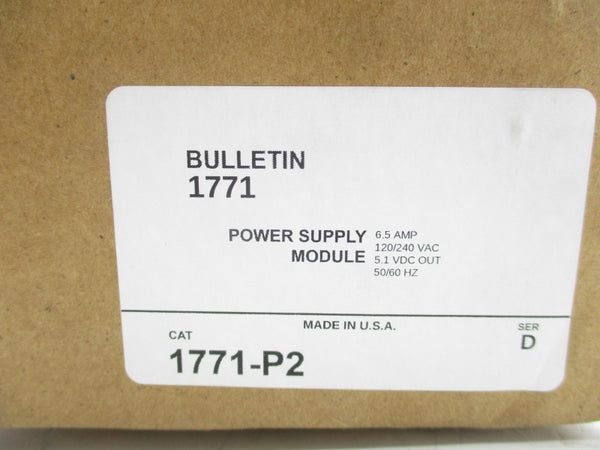 BULLETIN
1771
POWER SUPPLY
MODULE
6.5 AMP
120/240 VAC
5.1 VDC OUT
50/60 HZ
MADE IN U.S.A.
CAT
1771-P2
SER
D